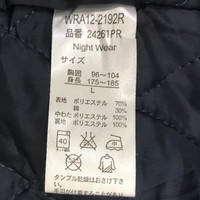 WRA12-2192R
品番 24261PR
Night Wear
サイズ
胸囲 96～104
身長 175～185
L
表地 ポリエステル 70%
綿 30%
中わた ポリエステル 100%
裏地 ポリエステル 100%
40
タンブル乾燥はお避け下さい。